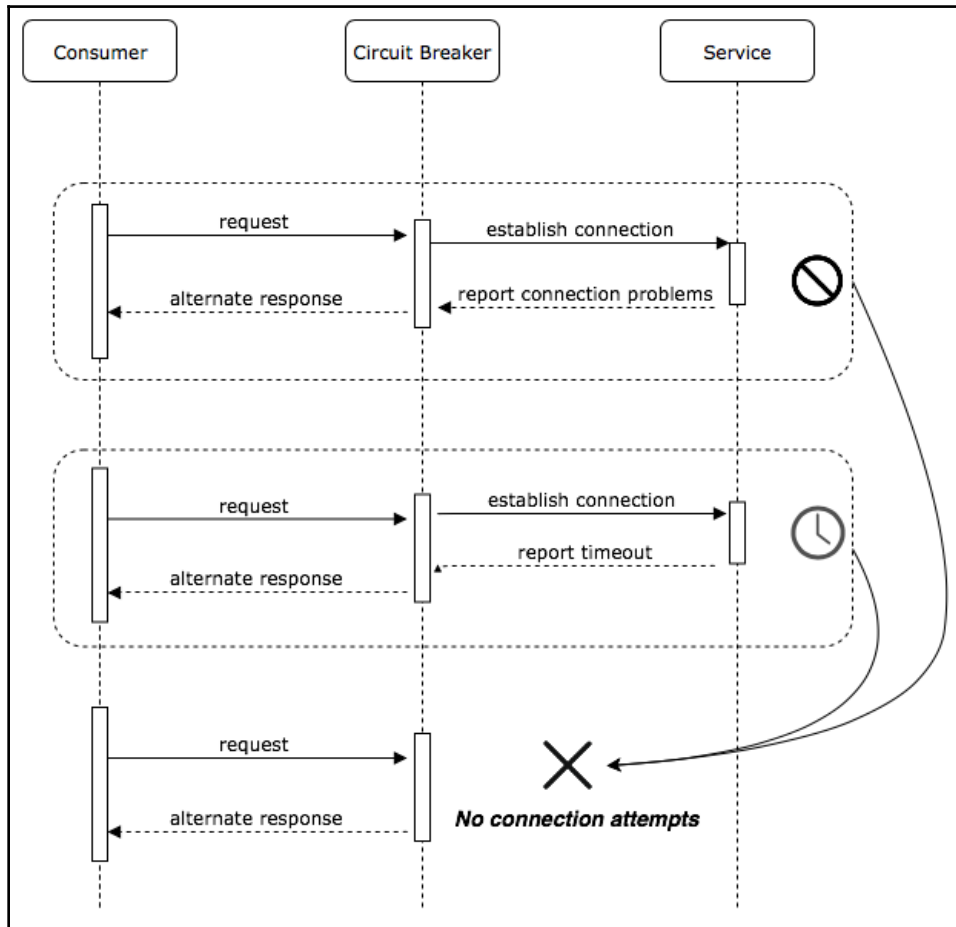 Consumer
Circuit Breaker
Service
request
establish connection
alternate response
report connection problems
request
establish connection
report timeout
alternate response
request
alternate response
No connection attempts